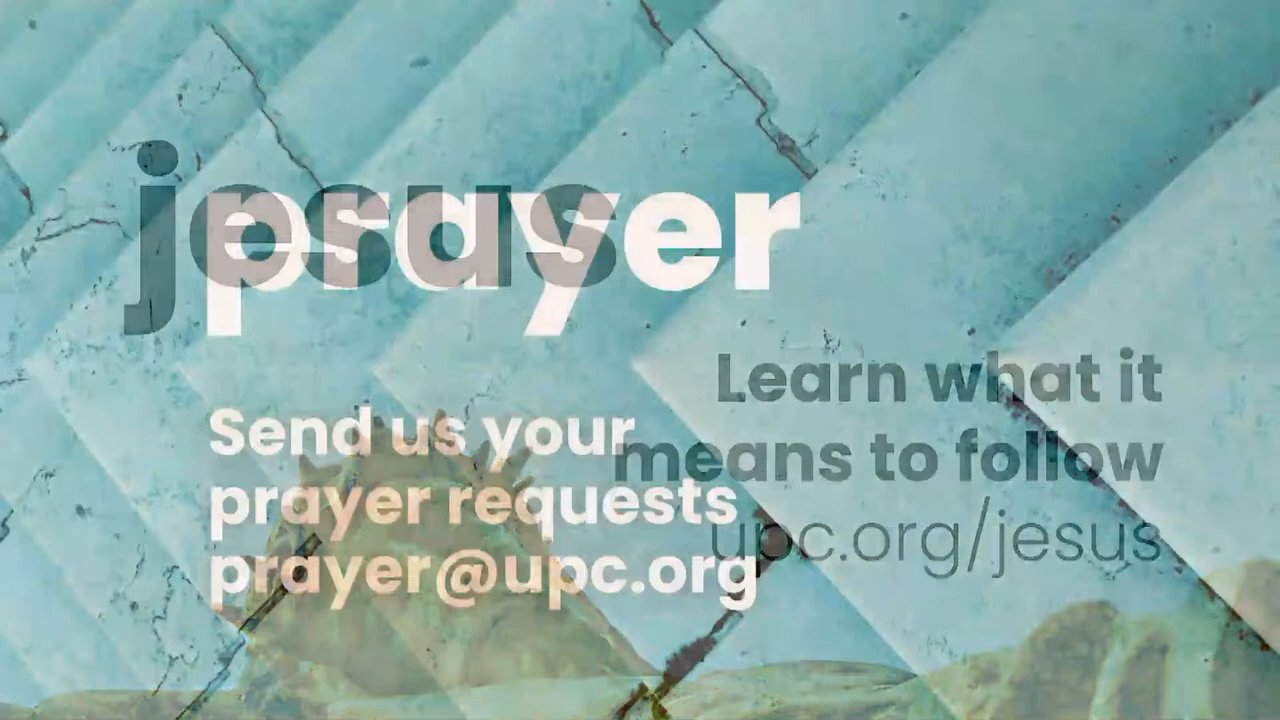 jesus
prayer
Learn what it
means to follow
upc.org/jesus
Send us your
prayer requests
prayer@upc.org